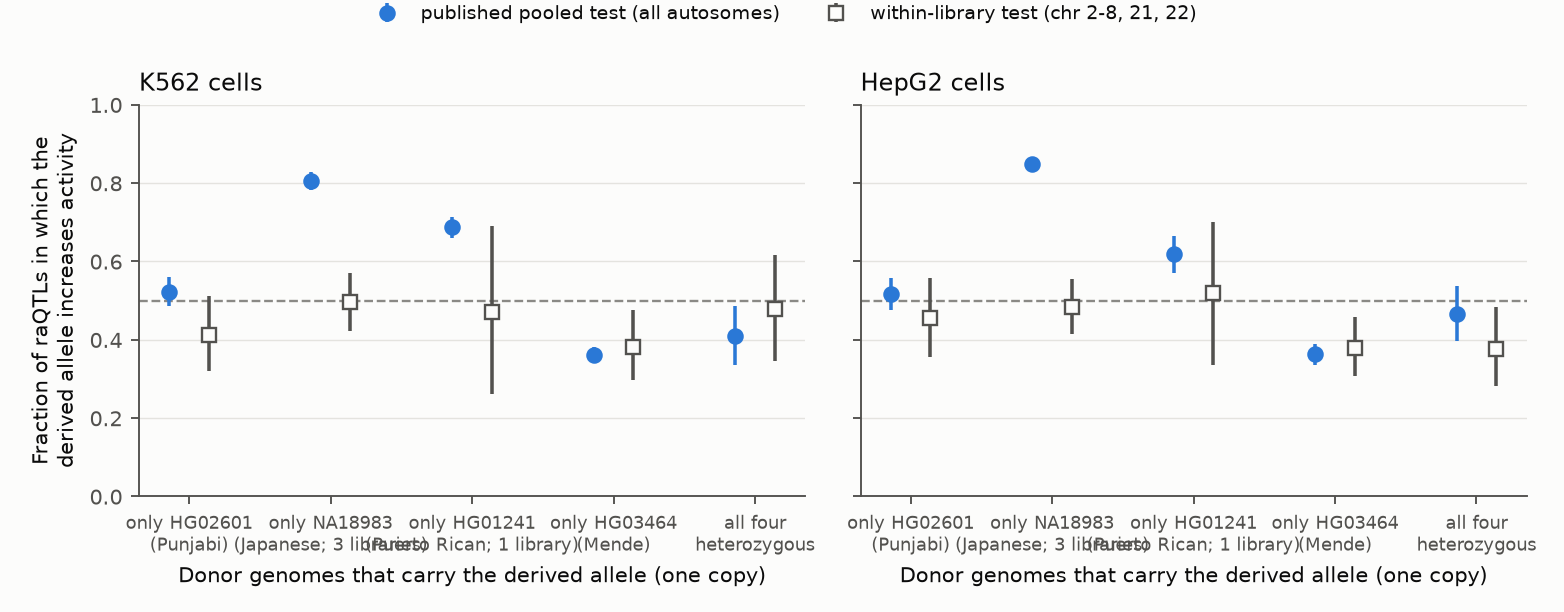 published pooled test (all autosomes)
within-library test (chr 2-8, 21, 22)
K562 cells
HepG2 cells
Fraction of raQTLs in which the
derived allele increases activity
1.0
0.8
0.6
0.4
0.2
0.0
only HG02601
(Punjabi)
only NA18983
(Japanese; 3 libraries)
only HG01241
(Puerto Rican; 1 library)
only HG03464
(Mende)
all four
heterozygous
Donor genomes that carry the derived allele (one copy)
only HG02601
(Punjabi)
only NA18983
(Japanese; 3 libraries)
only HG01241
(Puerto Rican; 1 library)
only HG03464
(Mende)
all four
heterozygous
Donor genomes that carry the derived allele (one copy)